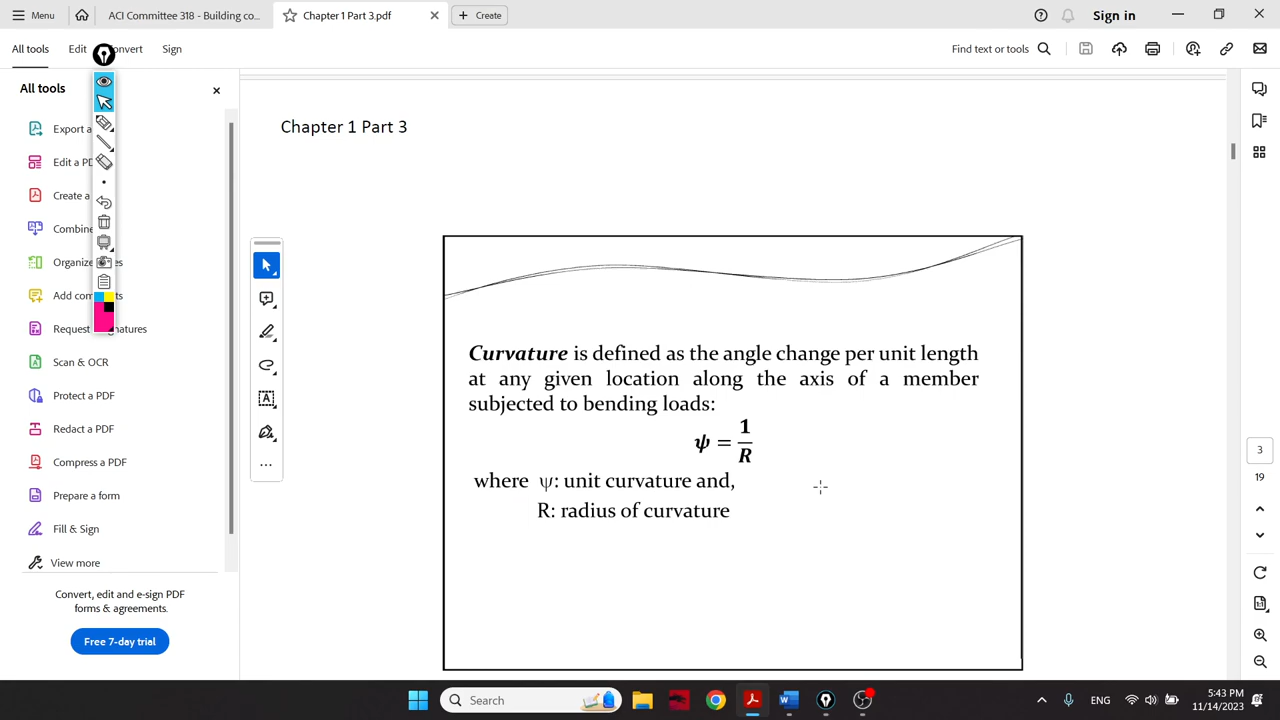 Menu
ACI Committee 318 - Building co...
Chapter 1 Part 3.pdf
Create
Sign in
All tools
Edit
Convert
Sign
Find text or tools
All tools
Export a
Edit a PD
Create a
Combine
Organize
es
Add com
ts
Request
gnatures
Scan & OCR
Protect a PDF
Redact a PDF
Compress a PDF
Prepare a form
Fill & Sign
View more
Convert, edit and e-sign PDF
forms & agreements.
Free 7-day trial
Chapter 1 Part 3
Curvature is defined as the angle change per unit length
at any given location along the axis of a member
subjected to bending loads:
ψ = 1/R
where ψ: unit curvature and,
R: radius of curvature
3
19
Search
ENG
5:43 PM
11/14/2023